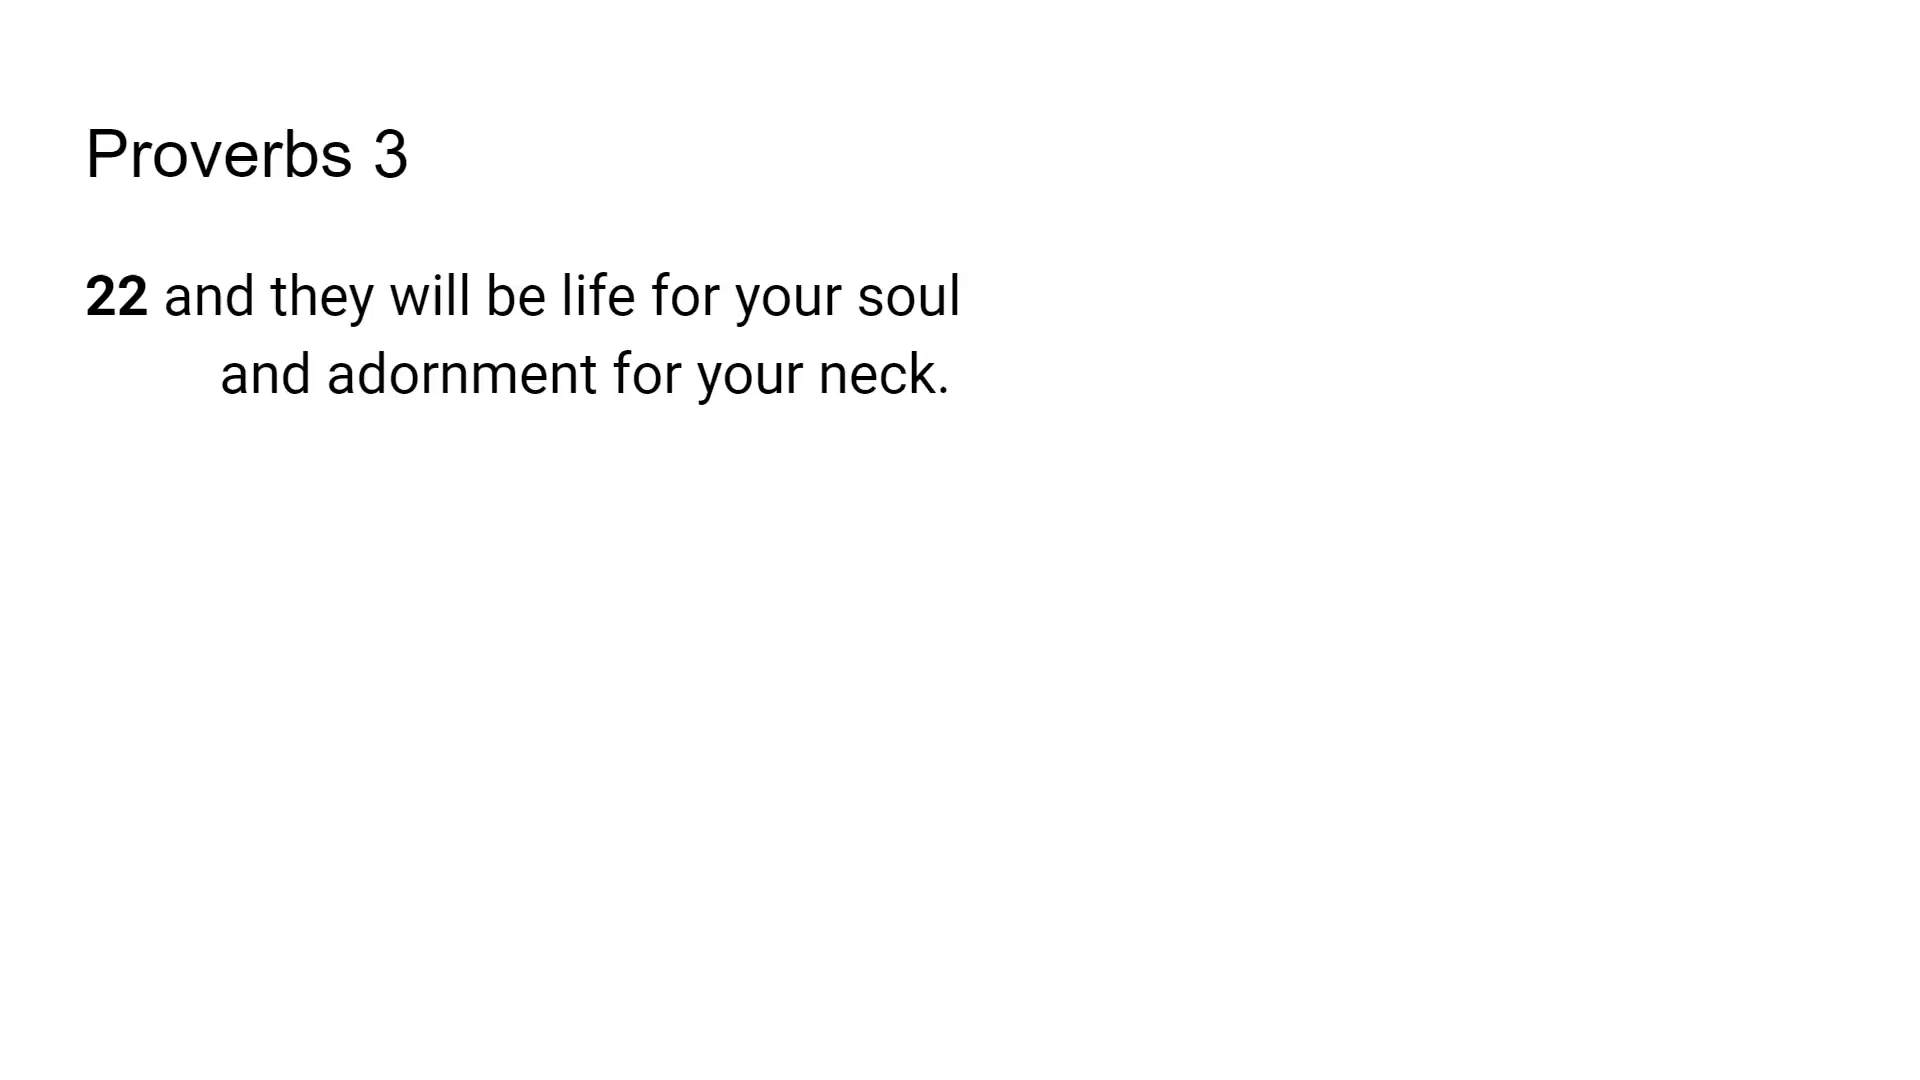 Proverbs 3
22 and they will be life for your soul
and adornment for your neck.